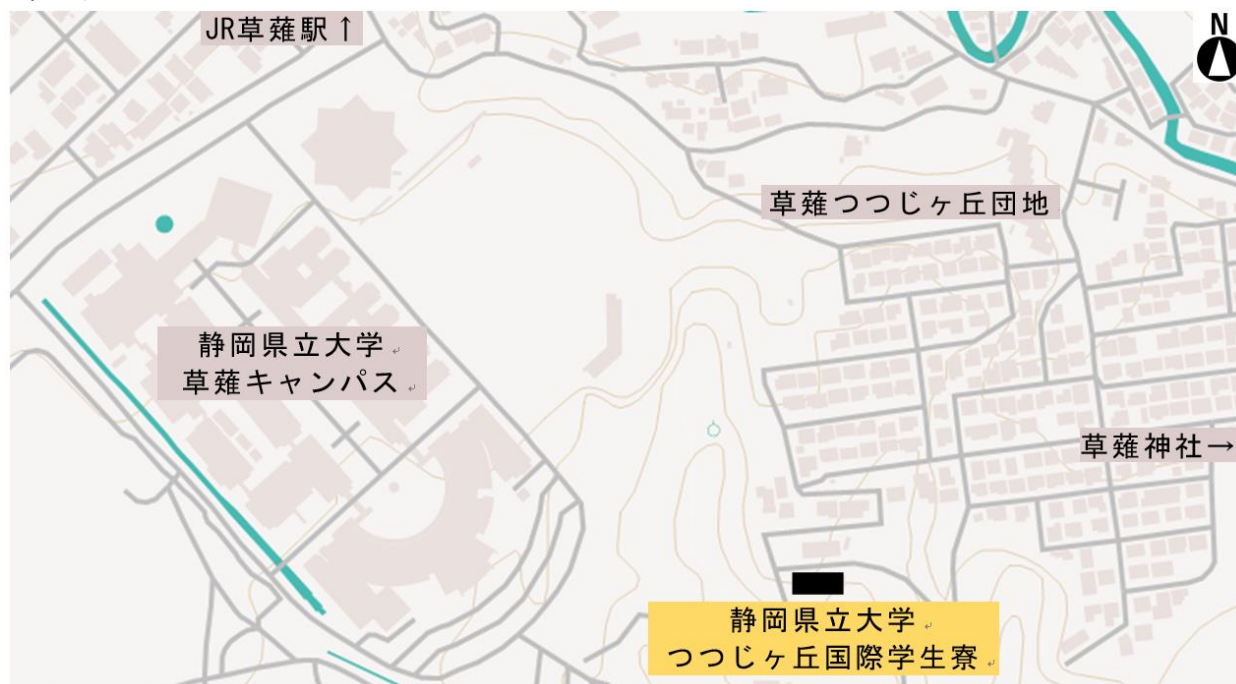 JR草薙駅↑
N
草薙つつじヶ丘団地
静岡県立大学
草薙キャンパス
草薙神社→
静岡県立大学
つつじヶ丘国際学生寮